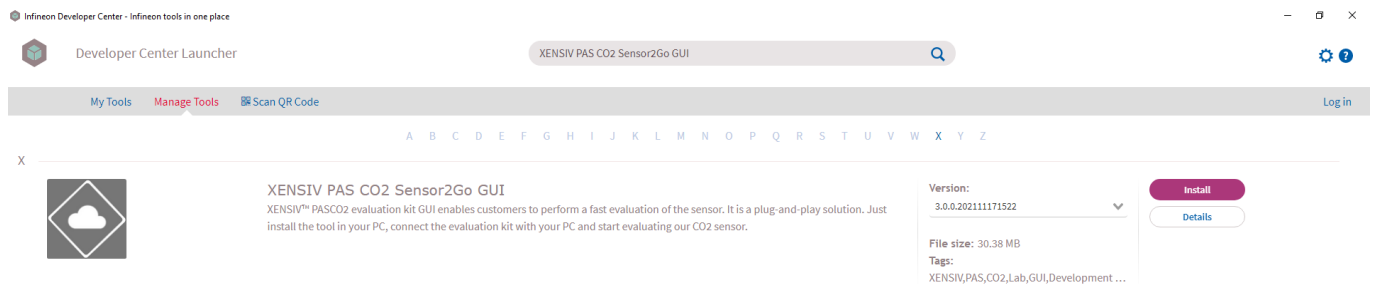 Infineon Developer Center - Infineon tools in one place
Developer Center Launcher
XENSIV PAS CO2 Sensor2Go GUI
?
My Tools Manage Tools Scan QR Code Log in
A B C D E F G H I J K L M N O P Q R S T U V W X Y Z
X
XENSIV PAS CO2 Sensor2Go GUI
XENSIV™ PASCO2 evaluation kit GUI enables customers to perform a fast evaluation of the sensor. It is a plug-and-play solution. Just
install the tool in your PC, connect the evaluation kit with your PC and start evaluating our CO2 sensor.
Version:
3.0.0.202111171522
File size: 30.38 MB
Tags:
XENSIV,PAS,CO2,Lab,GUI,Development ...
Install
Details